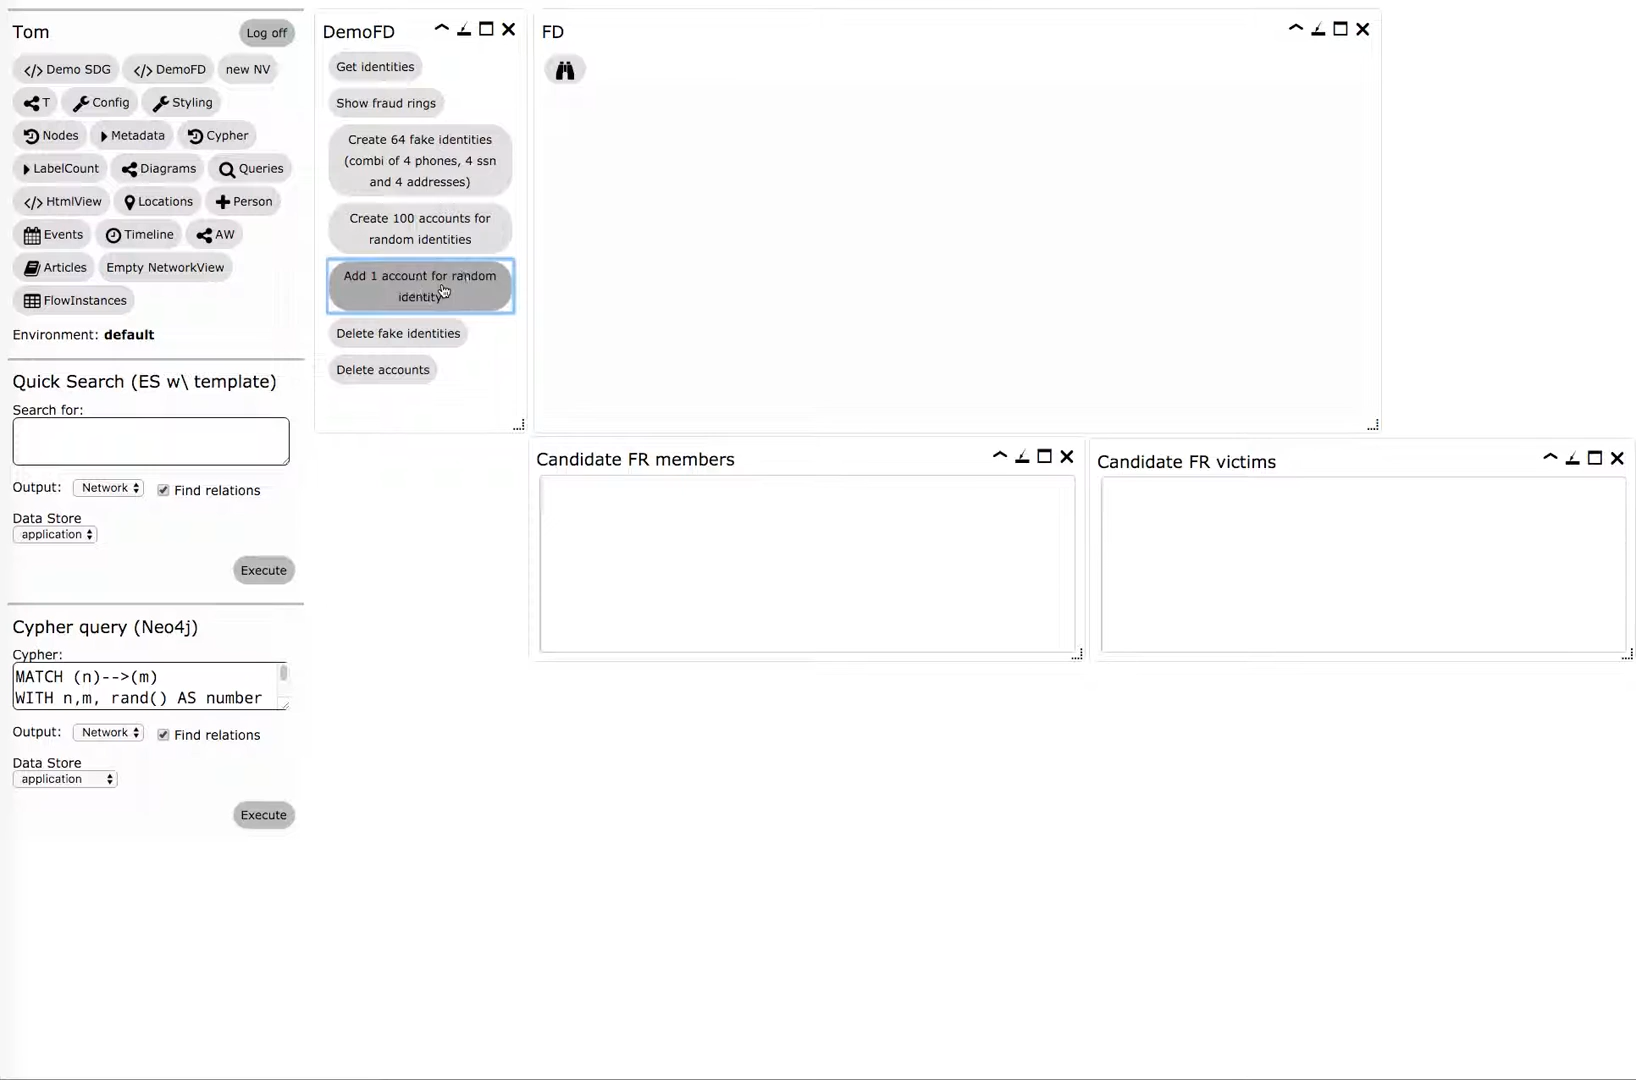 Tom
Log off
</> Demo SDG
</> DemoFD
new NV
T
Config
Styling
Nodes
Metadata
Cypher
LabelCount
Diagrams
Queries
</> HtmlView
Locations
Person
Events
Timeline
AW
Articles
Empty NetworkView
FlowInstances
Environment: default
Quick Search (ES w\ template)
Search for:
Output:
Network
Find relations
Data Store
application
Execute
Cypher query (Neo4j)
Cypher:
MATCH (n)-->(m)
WITH n,m, rand() AS number
Output:
Network
Find relations
Data Store
application
Execute
DemoFD
Get identities
Show fraud rings
Create 64 fake identities
(combi of 4 phones, 4 ssn
and 4 addresses)
Create 100 accounts for
random identities
Add 1 account for random
identity
Delete fake identities
Delete accounts
FD
Candidate FR members
Candidate FR victims